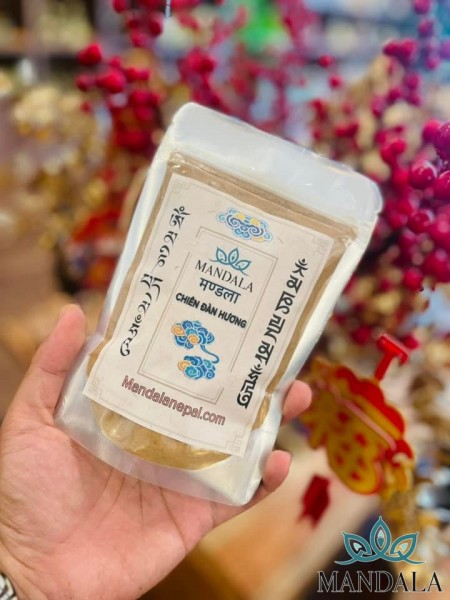 MANDALA
मण्डला
CHIÊN ĐÀN HƯƠNG
Mandalanepal.com
MANDALA